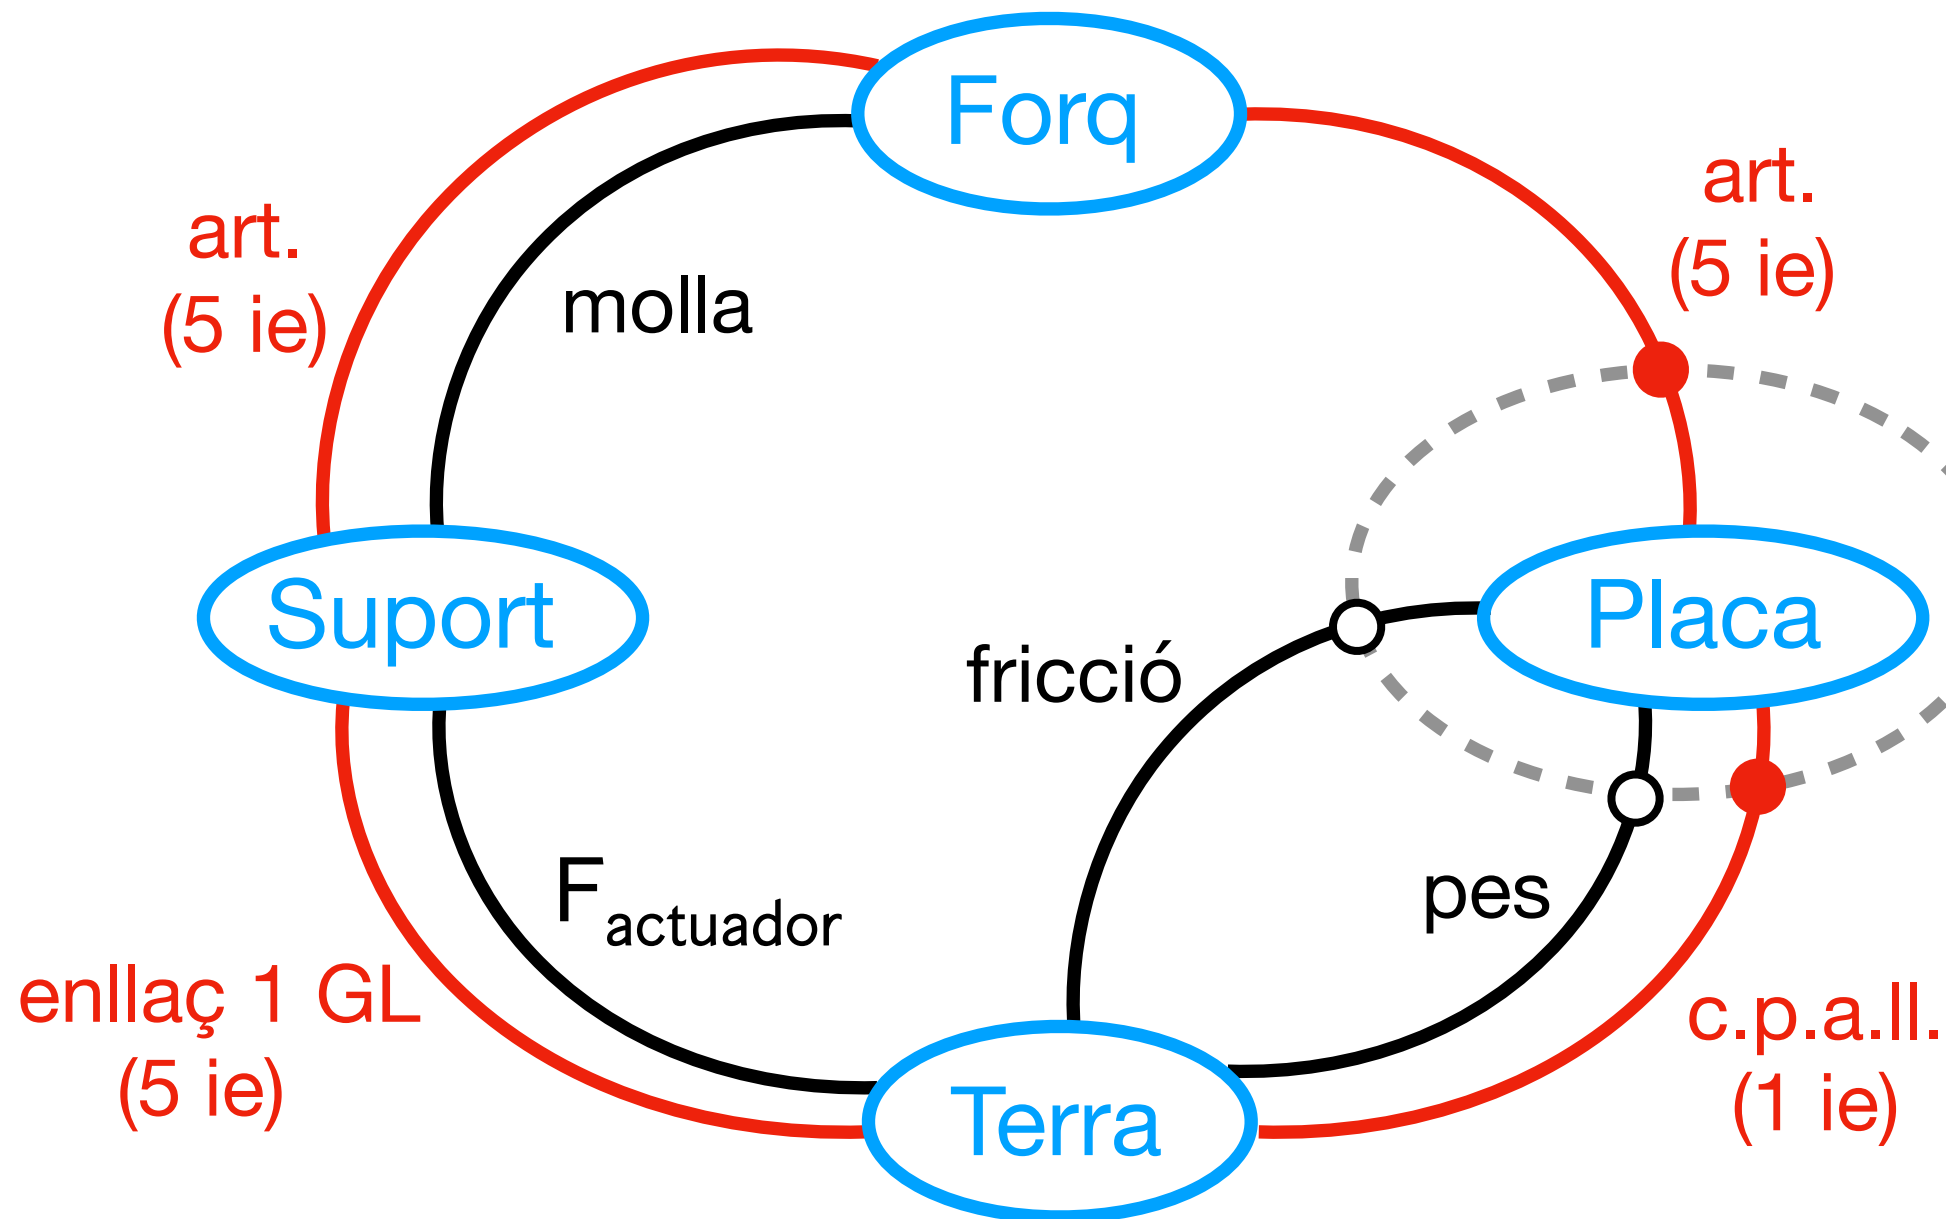 Forq
art.
(5 ie)
art.
(5 ie)
molla
Suport
fricció
Placa
F actuador
pes
enllaç 1 GL
(5 ie)
c.p.a.ll.
(1 ie)
Terra